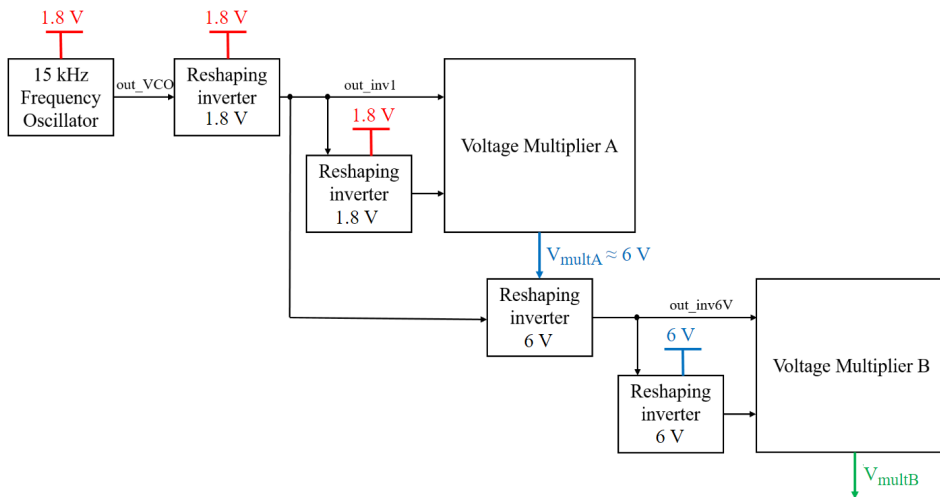 1.8 V
1.8 V
15 kHz
Frequency
Oscillator
out_VCO
Reshaping
inverter
1.8 V
out_inv1
1.8 V
Reshaping
inverter
1.8 V
Voltage Multiplier A
VmultA ≈ 6 V
Reshaping
inverter
6 V
out_inv6V
6 V
Reshaping
inverter
6 V
Voltage Multiplier B
VmultB